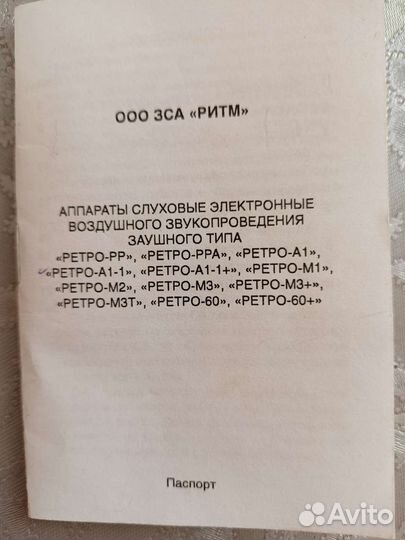 ООО ЗСА «РИТМ»
АППАРАТЫ СЛУХОВЫЕ ЭЛЕКТРОННЫЕ
ВОЗДУШНОГО ЗВУКОПРОВЕДЕНИЯ
ЗАУШНОГО ТИПА
«РЕТРО-РР», «РЕТРО-РРА», «РЕТРО-А1»,
«РЕТРО-А1-1», «РЕТРО-А1-1+», «РЕТРО-М1»,
«РЕТРО-М2», «РЕТРО-М3», «РЕТРО-М3+»,
«РЕТРО-М3Т», «РЕТРО-60», «РЕТРО-60+»
Паспорт
Avito